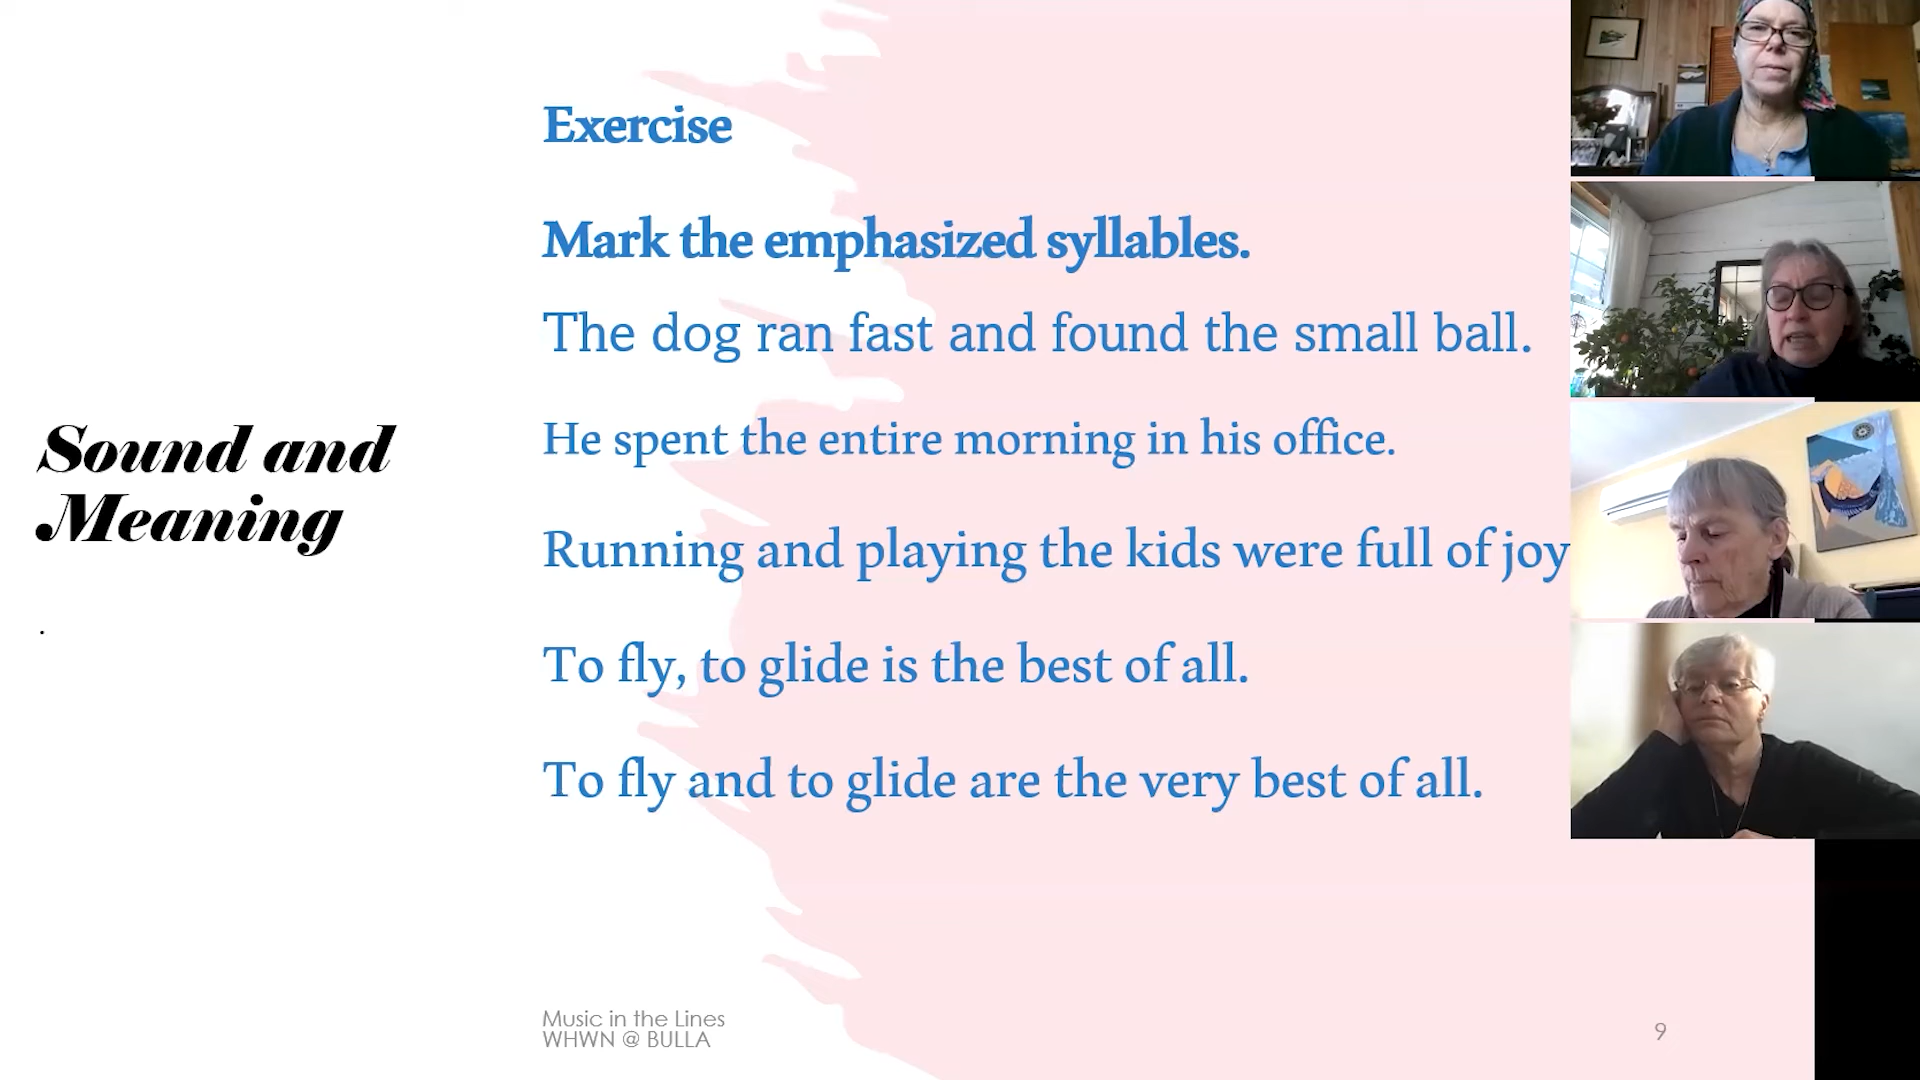 Sound and
Meaning
.
Exercise
Mark the emphasized syllables.
The dog ran fast and found the small ball.
He spent the entire morning in his office.
Running and playing the kids were full of joy
To fly, to glide is the best of all.
To fly and to glide are the very best of all.
Music in the Lines
WHWN @ BULLA
9